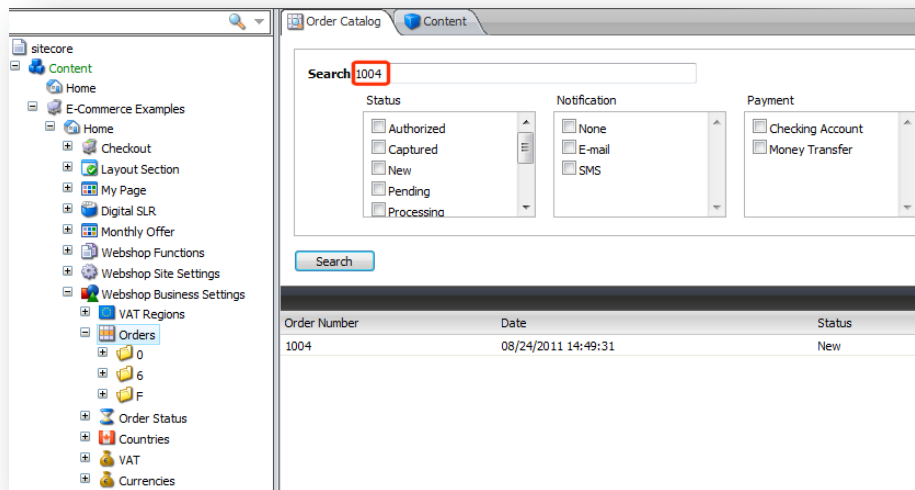 Order Catalog
Content
sitecore
Content
Home
E-Commerce Examples
Home
Checkout
Layout Section
My Page
Digital SLR
Monthly Offer
Webshop Functions
Webshop Site Settings
Webshop Business Settings
VAT Regions
Orders
0
6
F
Order Status
Countries
VAT
Currencies
Search 1004
Status
Authorized
Captured
New
Pending
Processing
Notification
None
E-mail
SMS
Payment
Checking Account
Money Transfer
Search
Order Number Date Status
1004 08/24/2011 14:49:31 New